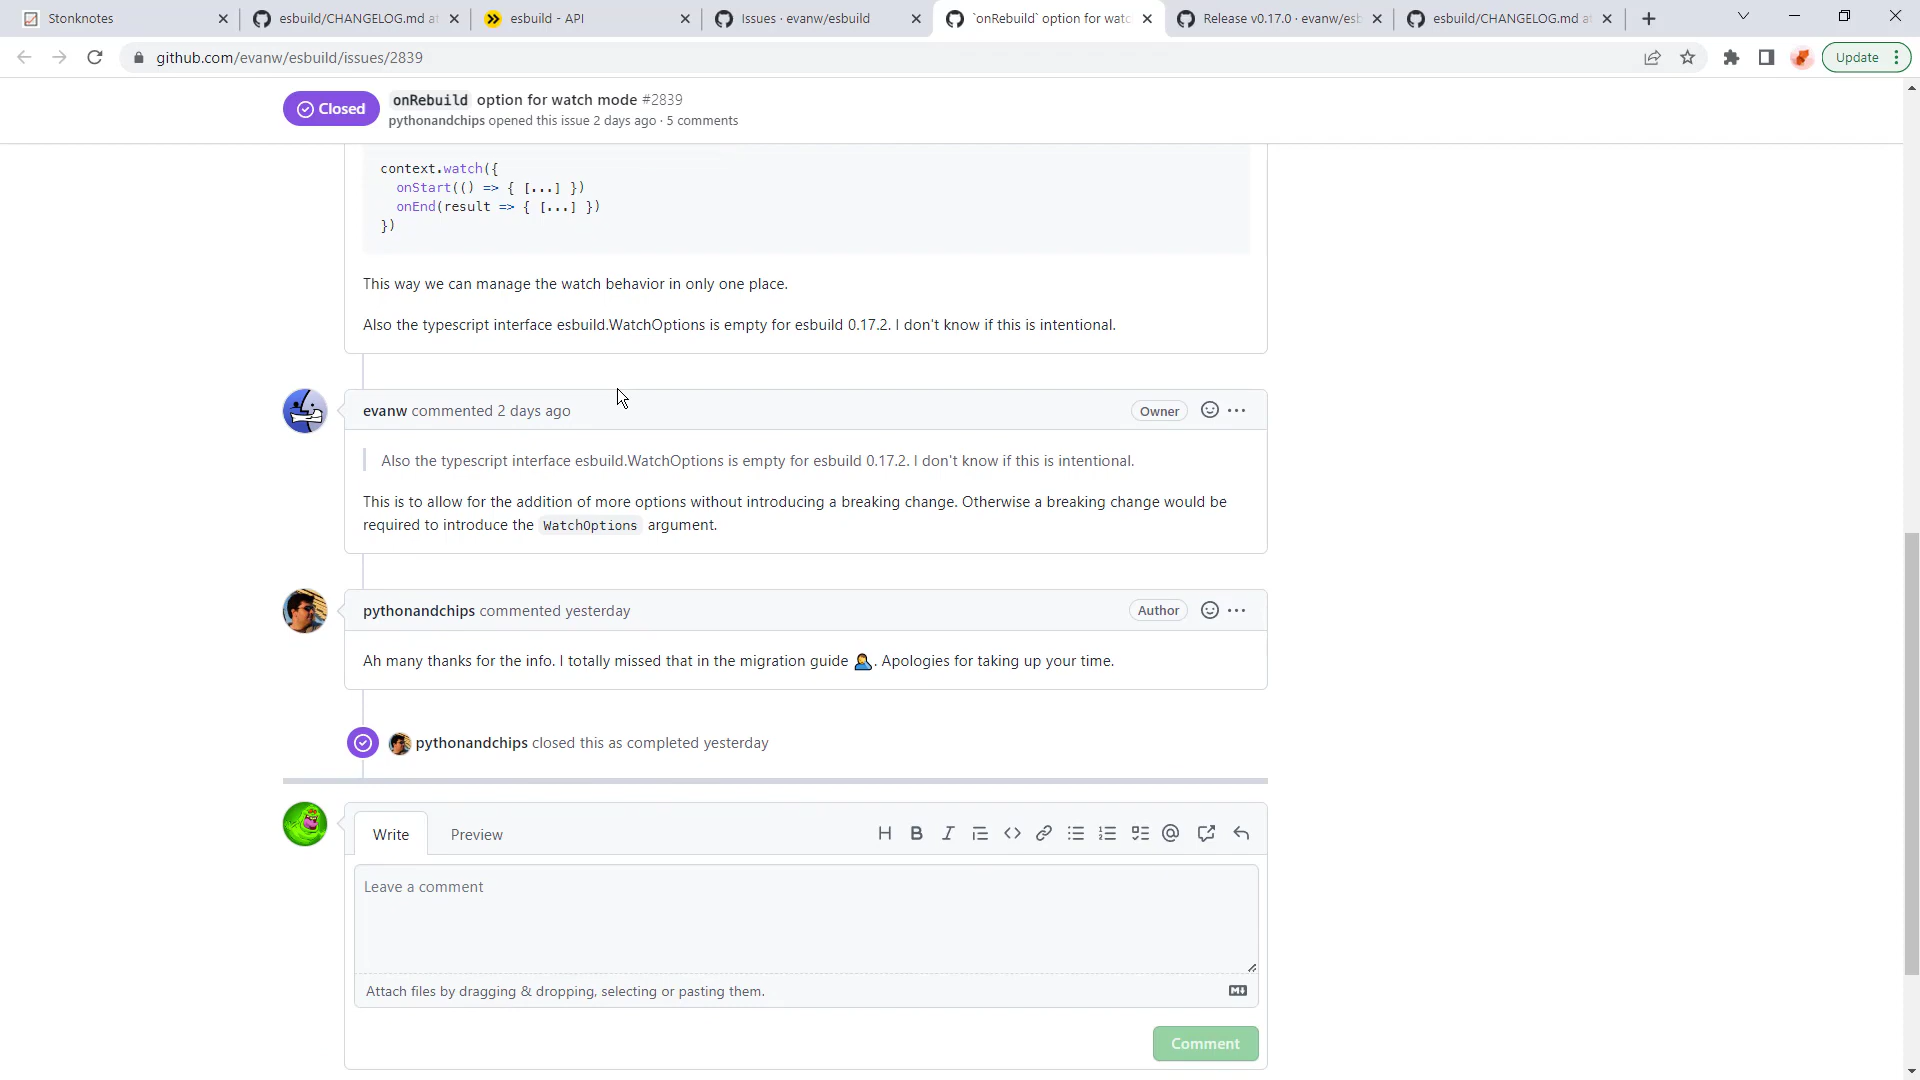 Stonknotes
esbuild/CHANGELOG.md at
esbuild - API
Issues · evanw/esbuild
`onRebuild` option for watc
Release v0.17.0 · evanw/esb
esbuild/CHANGELOG.md at
github.com/evanw/esbuild/issues/2839
Update
Closed
onRebuild option for watch mode #2839
pythonandchips opened this issue 2 days ago · 5 comments
context.watch({
onStart(() => { [...] })
onEnd(result => { [...] })
})
This way we can manage the watch behavior in only one place.
Also the typescript interface esbuild.WatchOptions is empty for esbuild 0.17.2. I don't know if this is intentional.
evanw commented 2 days ago
Owner
Also the typescript interface esbuild.WatchOptions is empty for esbuild 0.17.2. I don't know if this is intentional.
This is to allow for the addition of more options without introducing a breaking change. Otherwise a breaking change would be
required to introduce the WatchOptions argument.
pythonandchips commented yesterday
Author
Ah many thanks for the info. I totally missed that in the migration guide 🤦. Apologies for taking up your time.
pythonandchips closed this as completed yesterday
Write
Preview
Leave a comment
Attach files by dragging & dropping, selecting or pasting them.
Comment